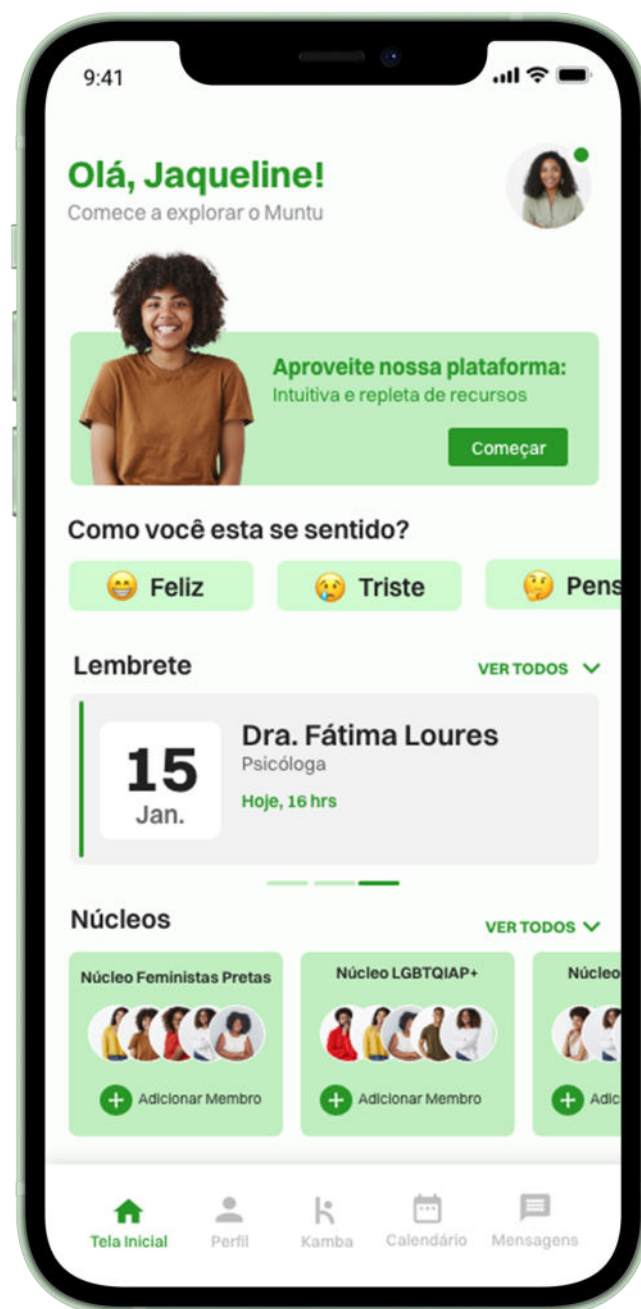 9:41
Olá, Jaqueline!
Comece a explorar o Muntu
Aproveite nossa plataforma:
Intuitiva e repleta de recursos
Começar
Como você esta se sentido?
Feliz
Triste
Pens
Lembrete
VER TODOS
15
Jan.
Dra. Fátima Loures
Psicóloga
Hoje, 16 hrs
Núcleos
VER TODOS
Núcleo Feministas Pretas
Núcleo LGBTQIAP+
Núcleo
Adicionar Membro
Adicionar Membro
Adic
Tela Inicial
Perfil
Kamba
Calendário
Mensagens